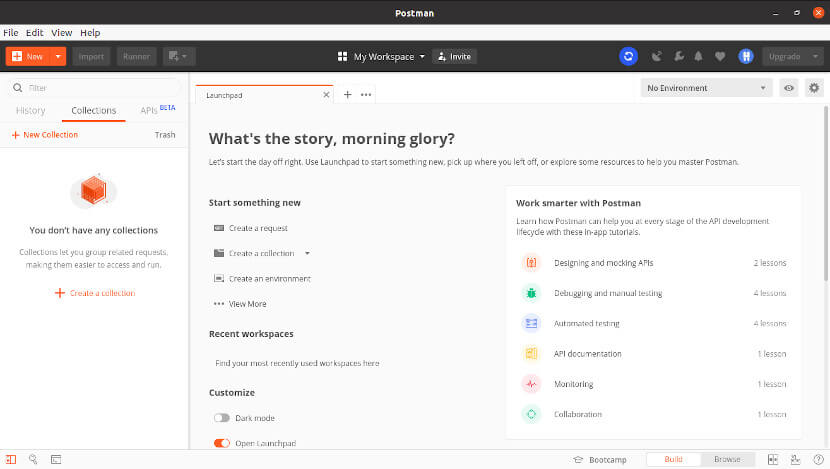 Postman
File Edit View Help
New
Import
Runner
My Workspace
Invite
Upgrade
Filter
History
Collections
APIs BETA
New Collection
Trash
You don't have any collections
Collections let you group related requests,
making them easier to access and run.
Create a collection
Launchpad
No Environment
What's the story, morning glory?
Let's start the day off right. Use Launchpad to start something new, pick up where you left off, or explore some resources to help you master Postman.
Start something new
Create a request
Create a collection
Create an environment
View More
Recent workspaces
Find your most recently used workspaces here
Customize
Dark mode
Open Launchpad
Work smarter with Postman
Learn how Postman can help you at every stage of the API development
lifecycle with these in-app tutorials.
Designing and mocking APIs 2 lessons
Debugging and manual testing 4 lessons
Automated testing 4 lessons
API documentation 1 lesson
Monitoring 1 lesson
Collaboration 1 lesson
Bootcamp
Build
Browse